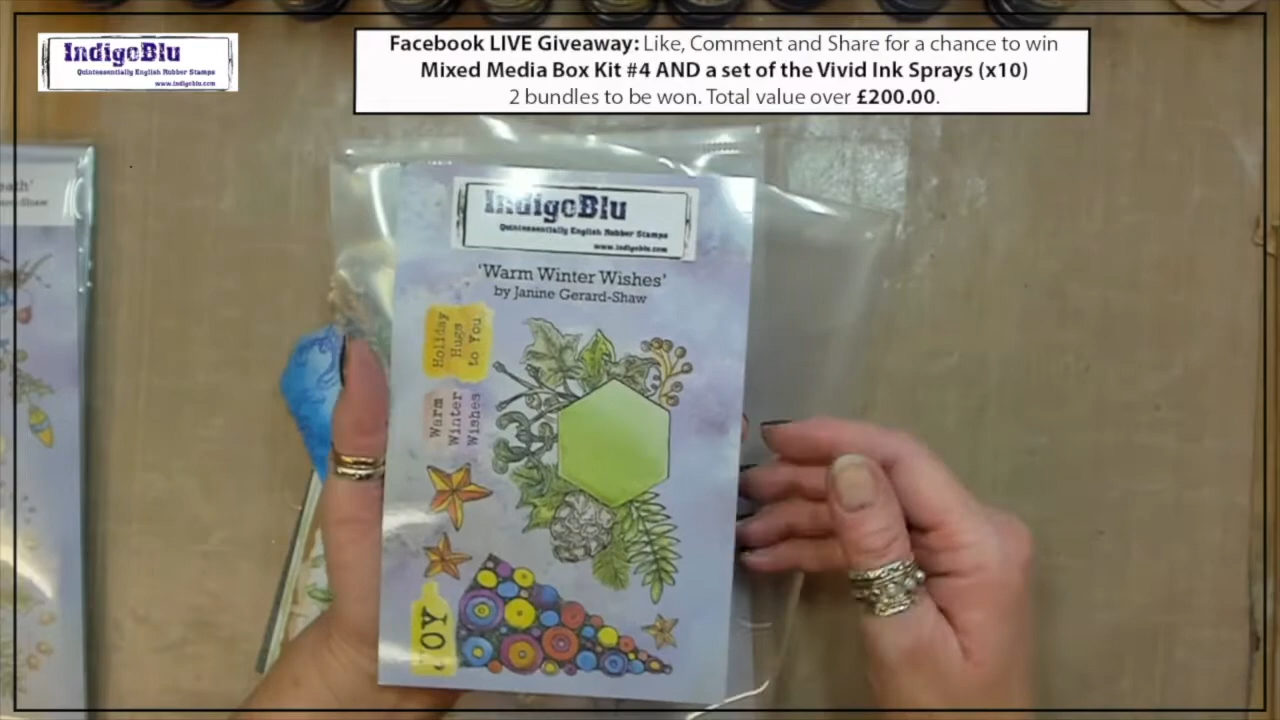 IndigoBlu
Quintessentially English Rubber Stamps
www.indigoblu.com
Facebook LIVE Giveaway: Like, Comment and Share for a chance to win
Mixed Media Box Kit #4 AND a set of the Vivid Ink Sprays (x10)
2 bundles to be won. Total value over £200.00.
IndigoBlu
Quintessentially English Rubber Stamps
www.indigoblu.com
'Warm Winter Wishes'
by Janine Gerard-Shaw
Holiday
Hugs
to You
Warm
Winter
Wishes
JOY
-Shaw